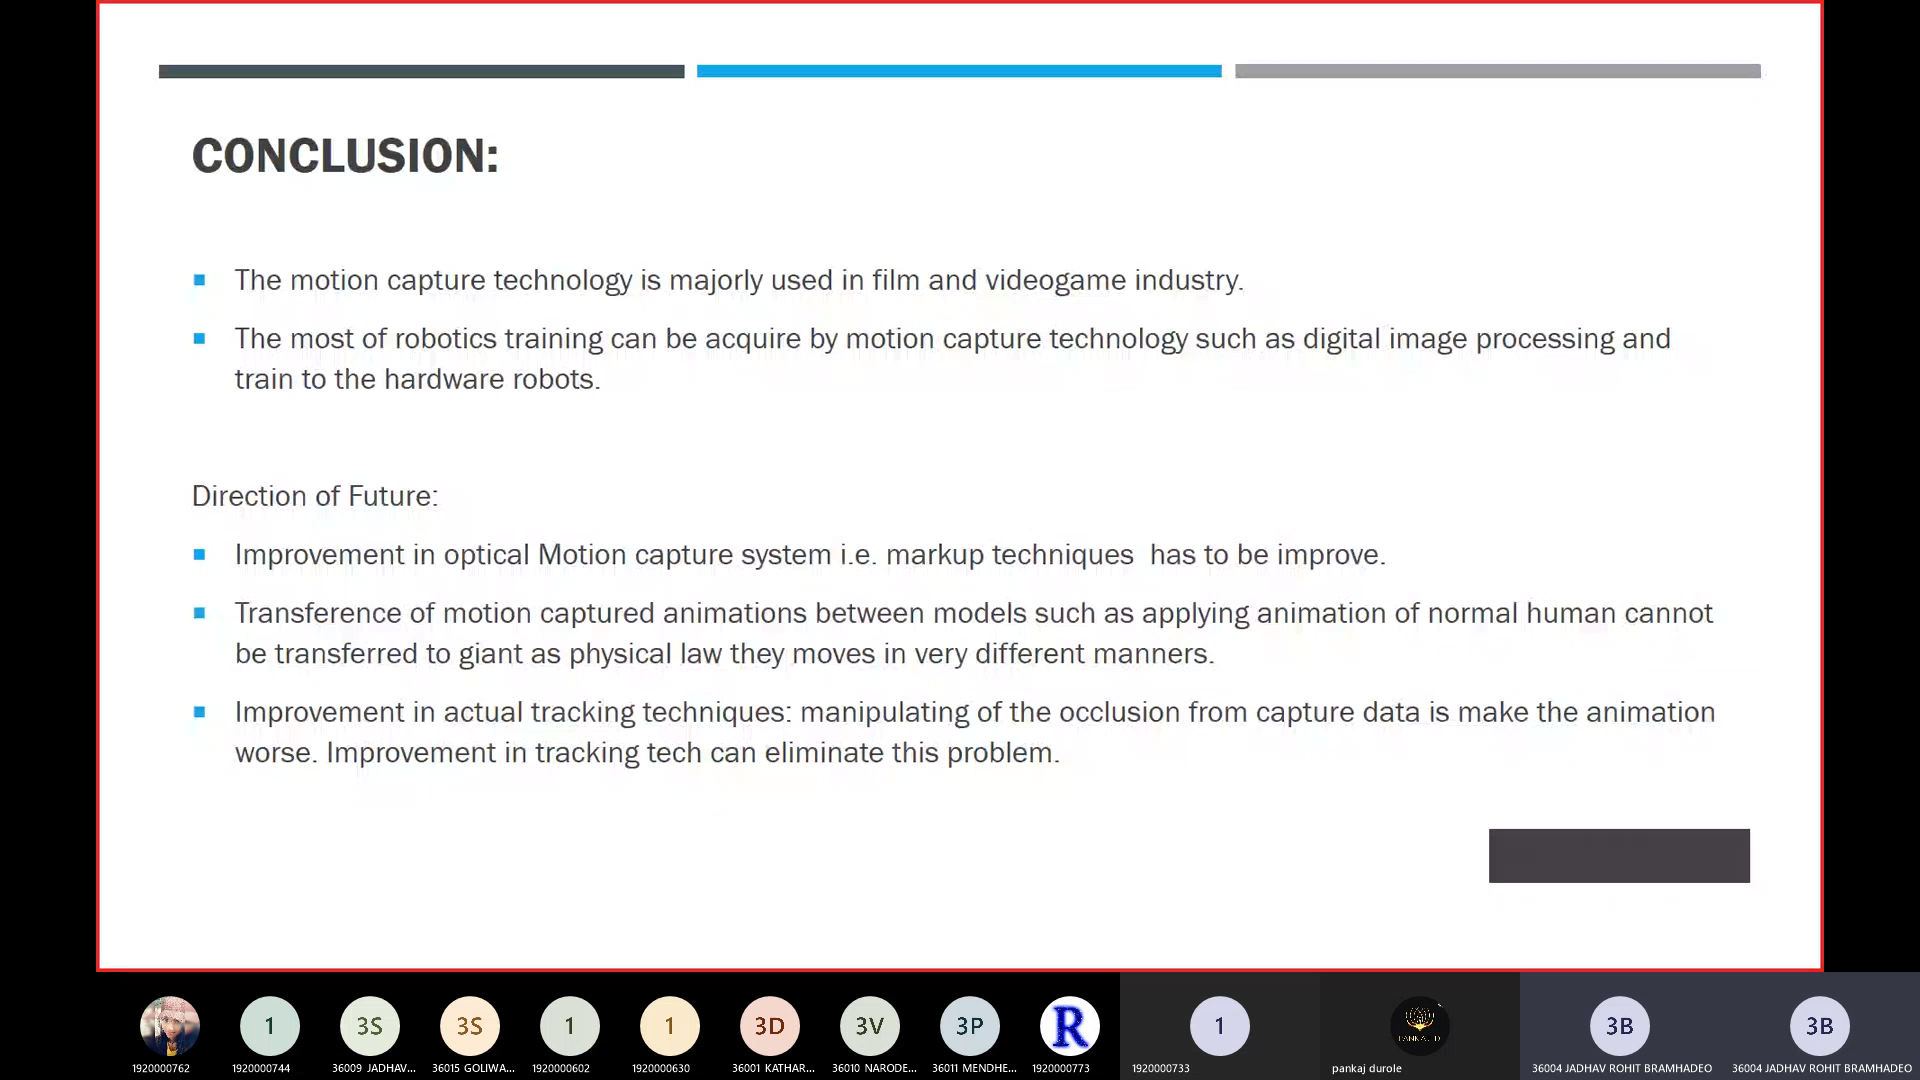 CONCLUSION:
The motion capture technology is majorly used in film and videogame industry.
The most of robotics training can be acquire by motion capture technology such as digital image processing and
train to the hardware robots.
Direction of Future:
Improvement in optical Motion capture system i.e. markup techniques has to be improve.
Transference of motion captured animations between models such as applying animation of normal human cannot
be transferred to giant as physical law they moves in very different manners.
Improvement in actual tracking techniques: manipulating of the occlusion from capture data is make the animation
worse. Improvement in tracking tech can eliminate this problem.
1 3S 3S 1 1 3D 3V 3P R 1 PANKAJ D 3B 3B
1920000762 1920000744 36009 JADHAV... 36015 GOLIWA... 1920000602 1920000630 36001 KATHAR... 36010 NARODE... 36011 MENDHE... 1920000773 1920000733 pankaj durole 36004 JADHAV ROHIT BRAMHADEO 36004 JADHAV ROHIT BRAMHADEO